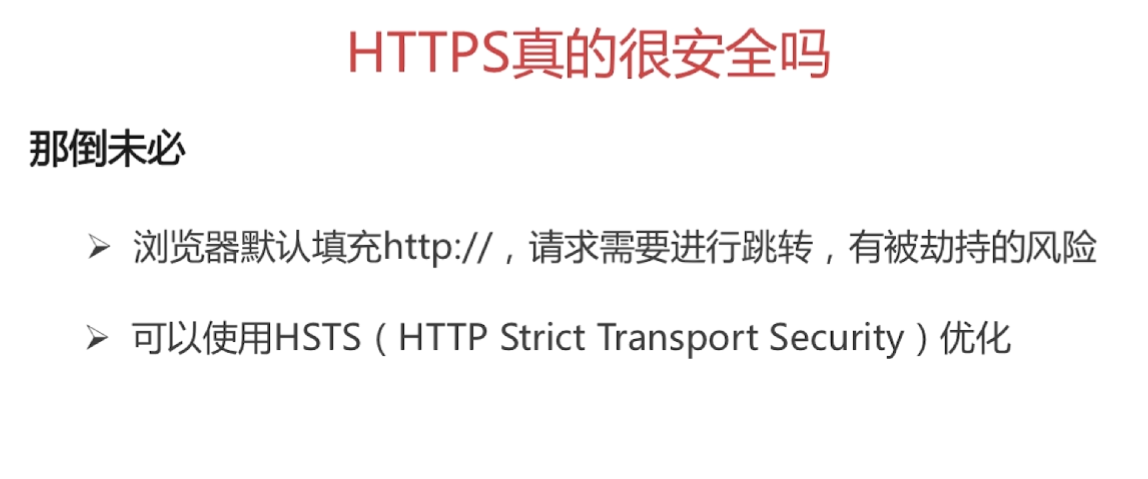 HTTPS真的很安全吗
那倒未必
➢ 浏览器默认填充http://，请求需要进行跳转，有被劫持的风险
➢ 可以使用HSTS（HTTP Strict Transport Security）优化